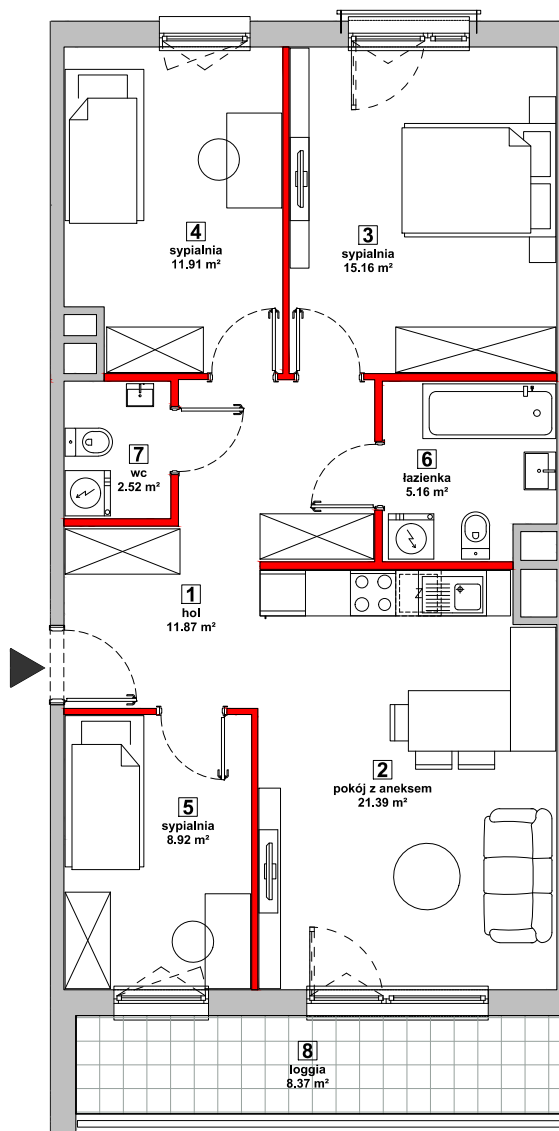 4
sypialnia
11.91 m²
3
sypialnia
15.16 m²
7
wc
2.52 m²
6
łazienka
5.16 m²
1
hol
11.87 m²
Z
2
pokój z aneksem
21.39 m²
5
sypialnia
8.92 m²
8
loggia
8.37 m²